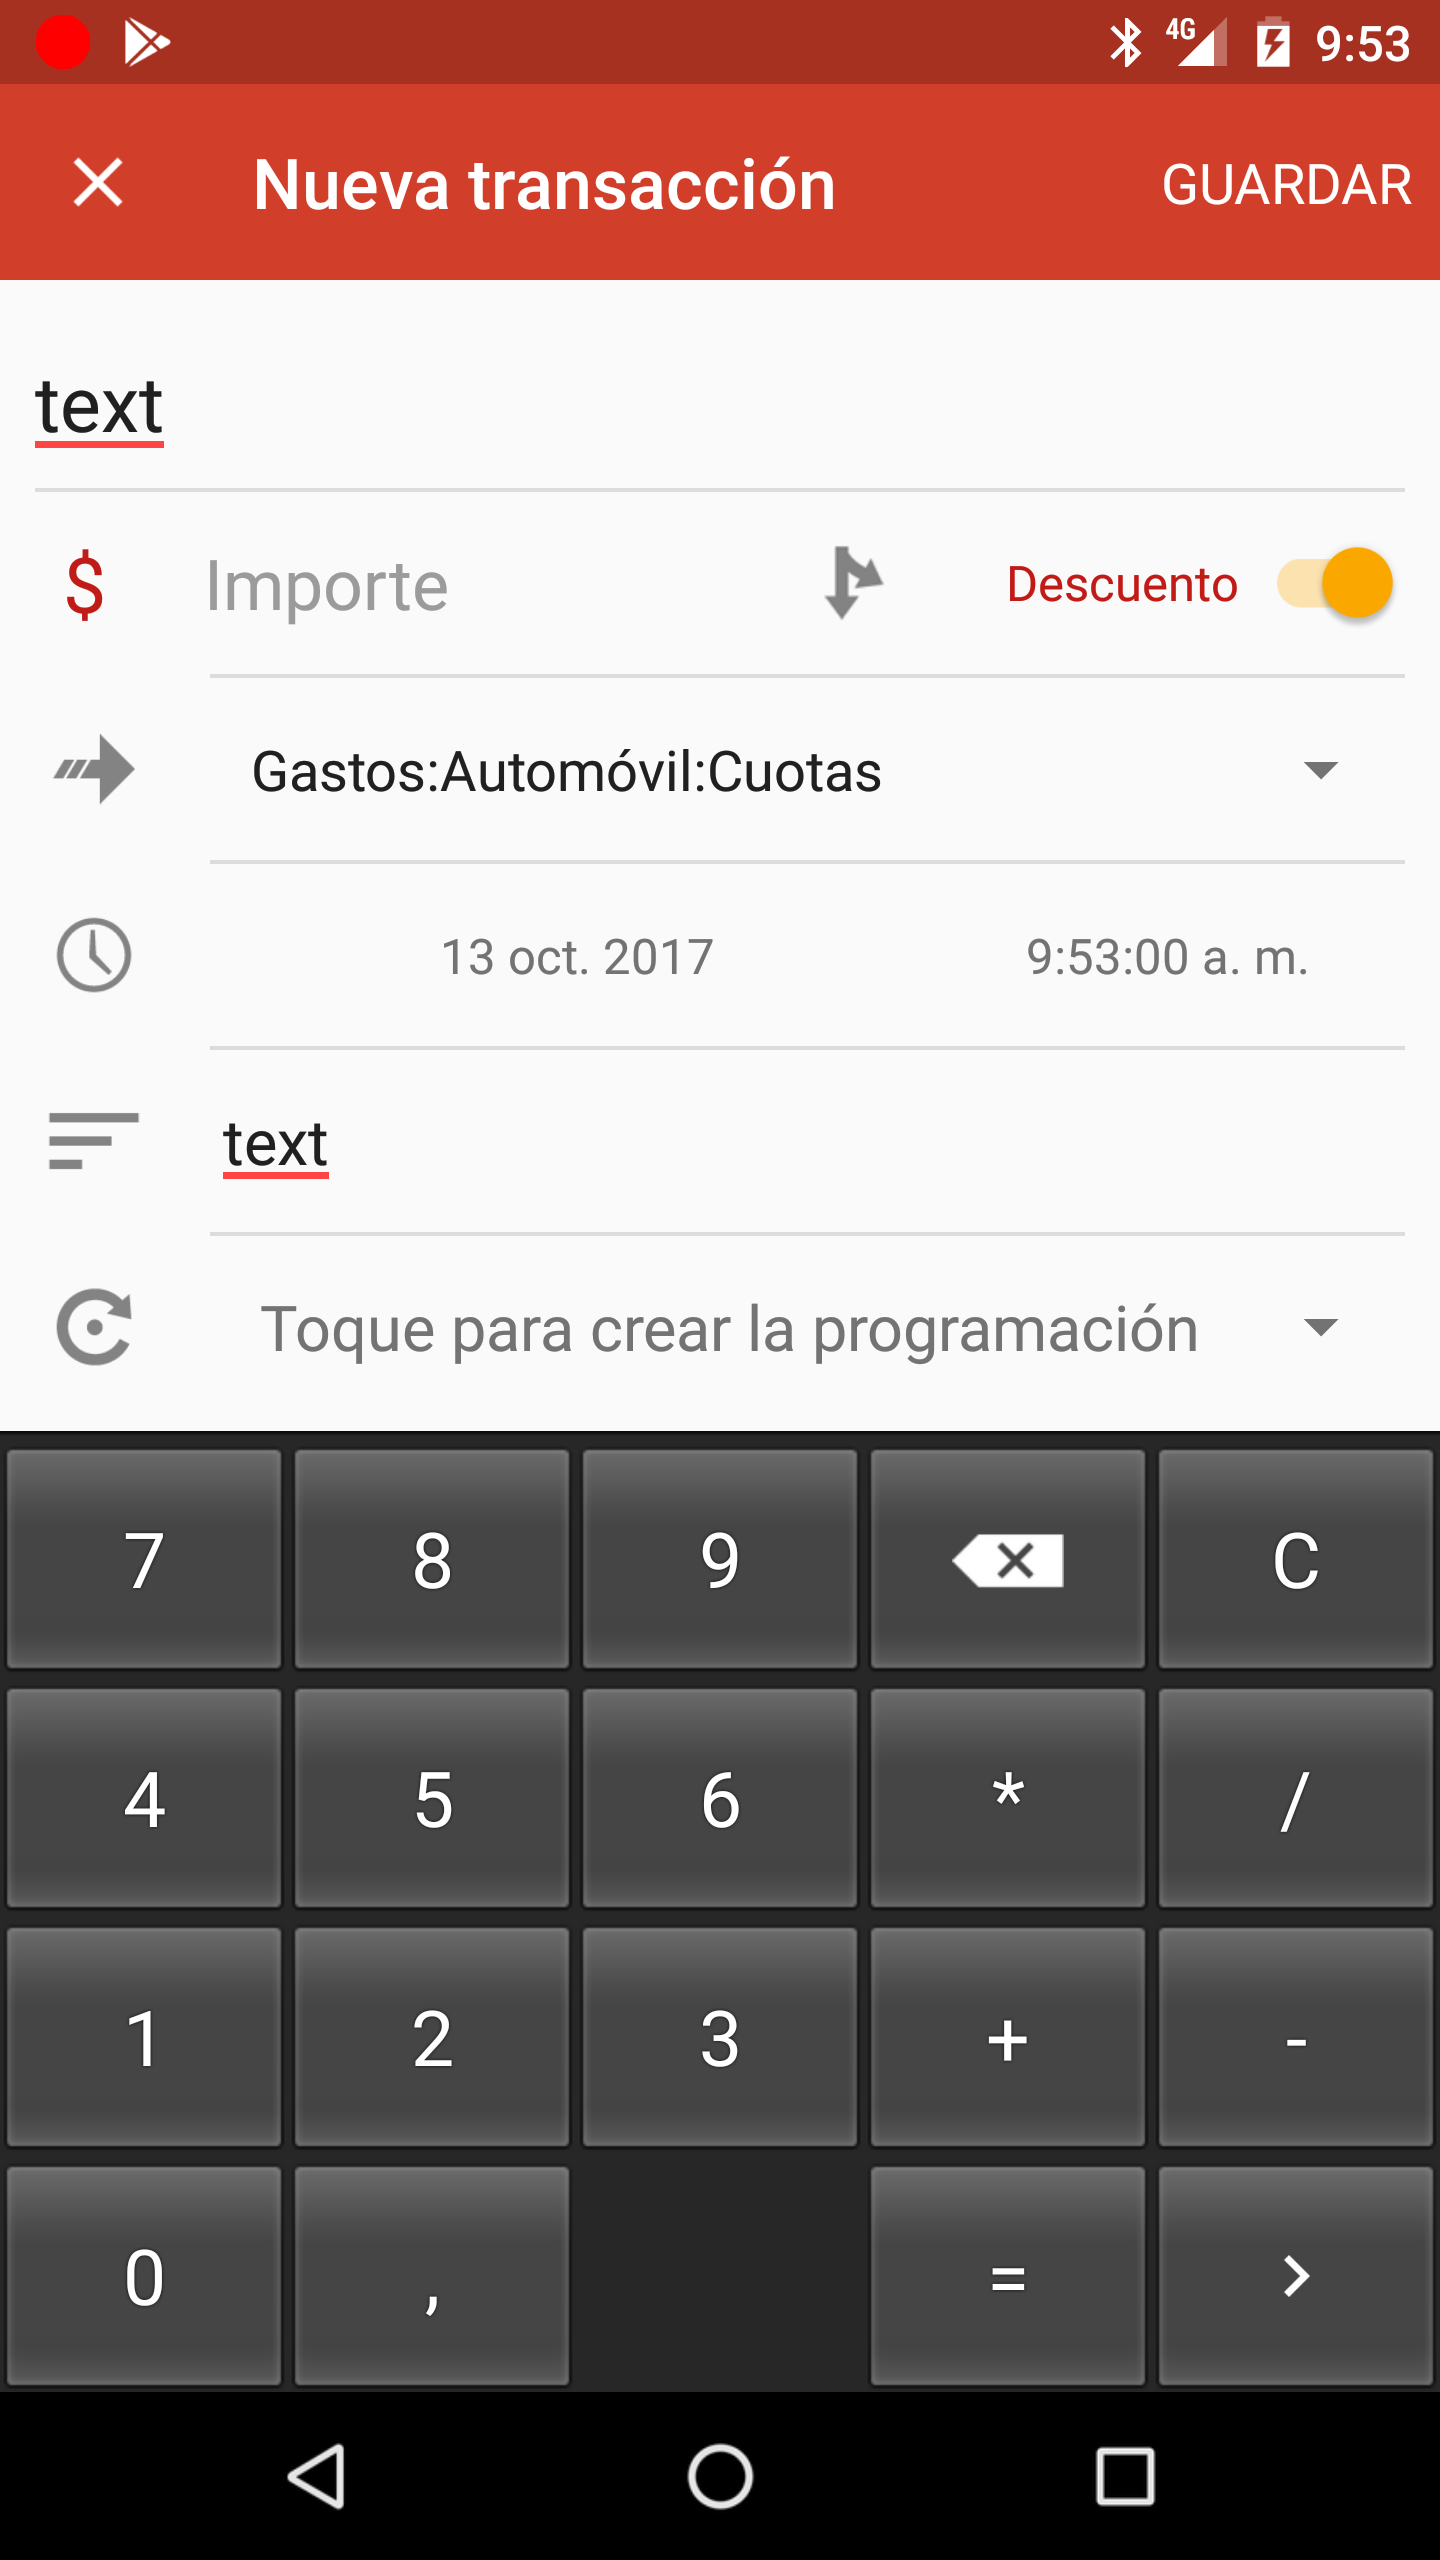 4G 9:53
Nueva transacción GUARDAR
text
$ Importe Descuento
Gastos:Automóvil:Cuotas
13 oct. 2017 9:53:00 a. m.
text
Toque para crear la programación
7 8 9 C
4 5 6 * /
1 2 3 + -
0 , =